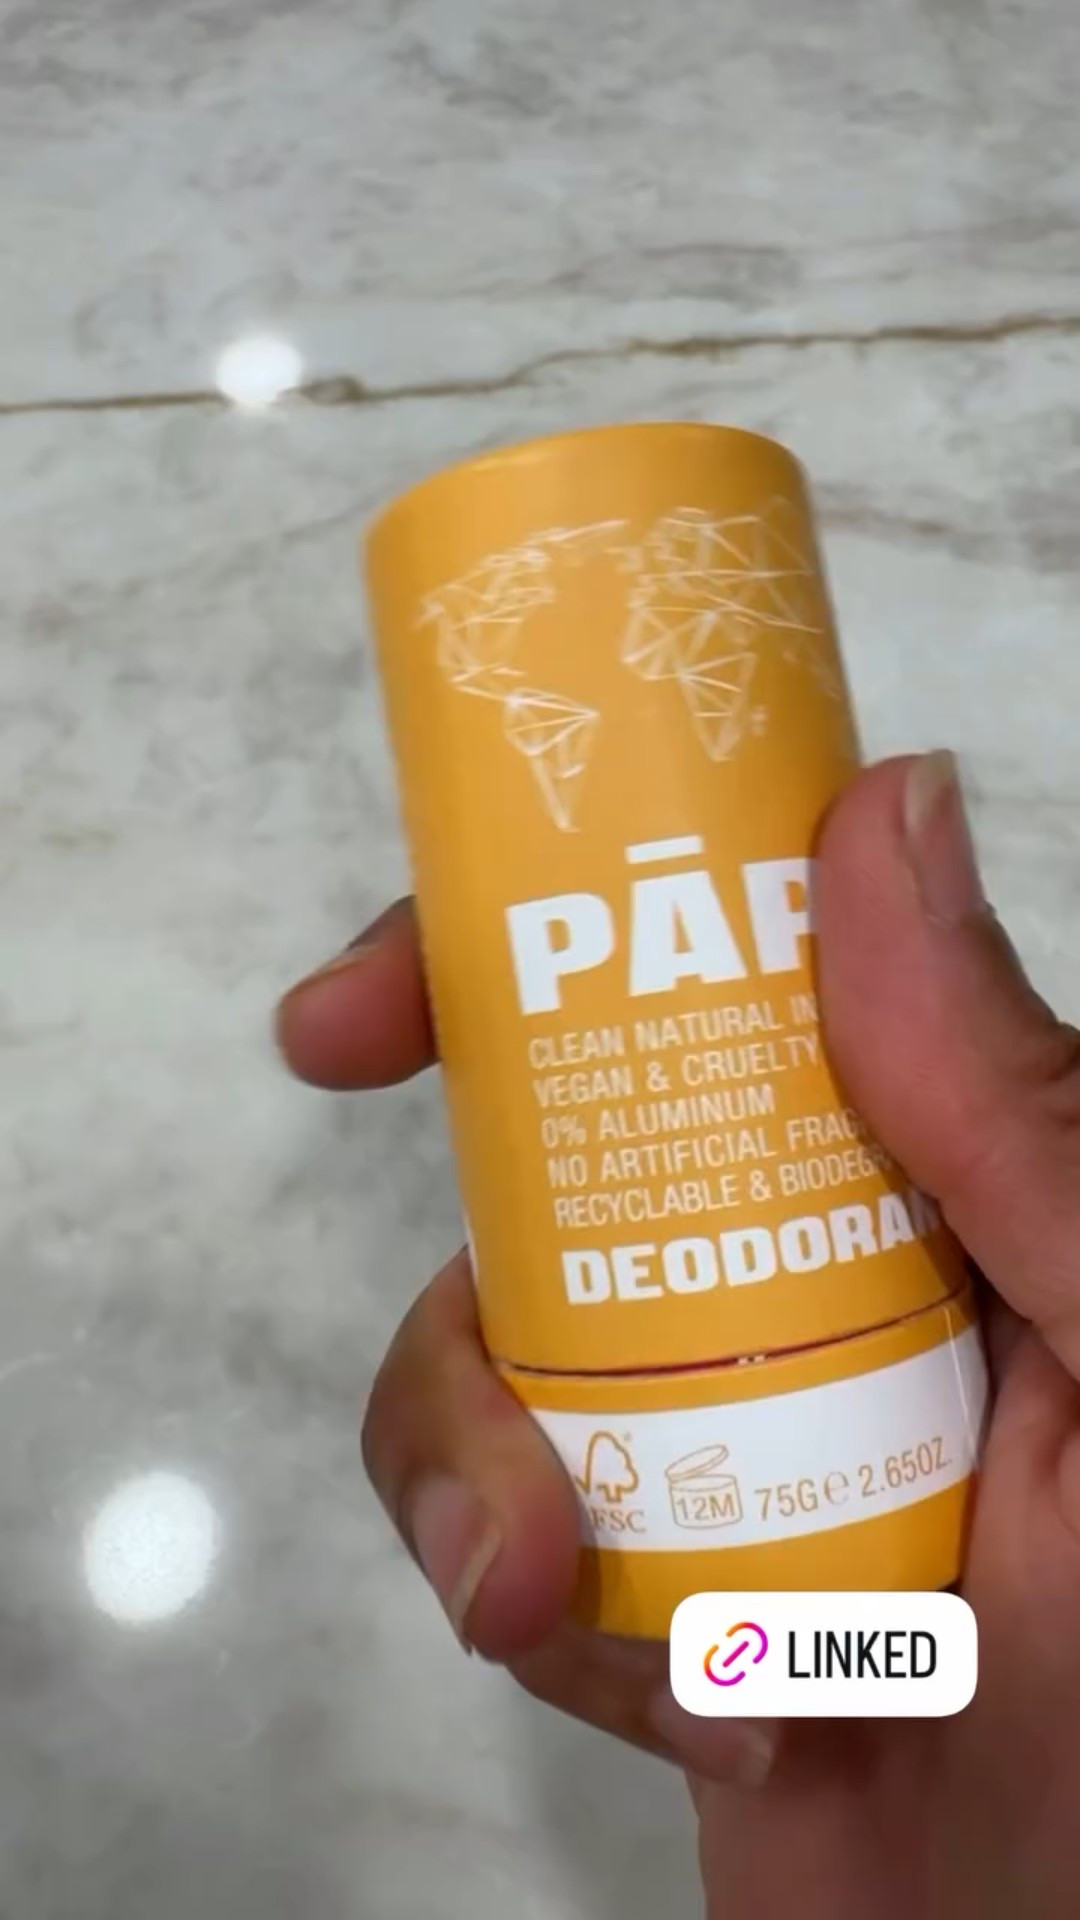 PĀP
CLEAN NATURAL IN
VEGAN & CRUELTY
0% ALUMINUM
NO ARTIFICIAL FRAG
RECYCLABLE & BIODEGR
DEODORAN
FSC
12M 75G℮ 2.65OZ.
LINKED